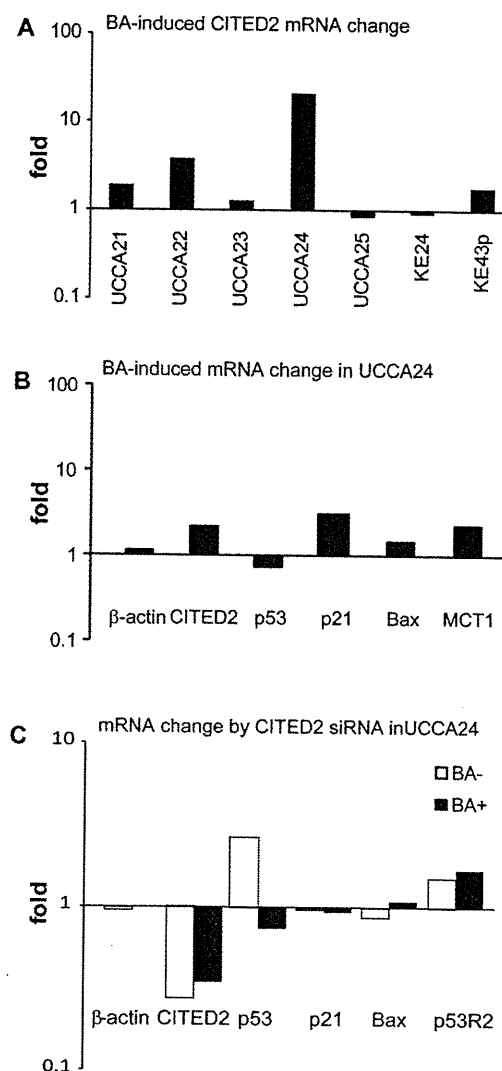 A
BA-induced CITED2 mRNA change
100
10
1
0.1
fold
UCCA21
UCCA22
UCCA23
UCCA24
UCCA25
KE24
KE43p
B
BA-induced mRNA change in UCCA24
100
10
1
0.1
fold
β-actin CITED2 p53 p21 Bax MCT1
C
mRNA change by CITED2 siRNA inUCCA24
10
1
0.1
fold
BA-
BA+
β-actin CITED2 p53 p21 Bax p53R2